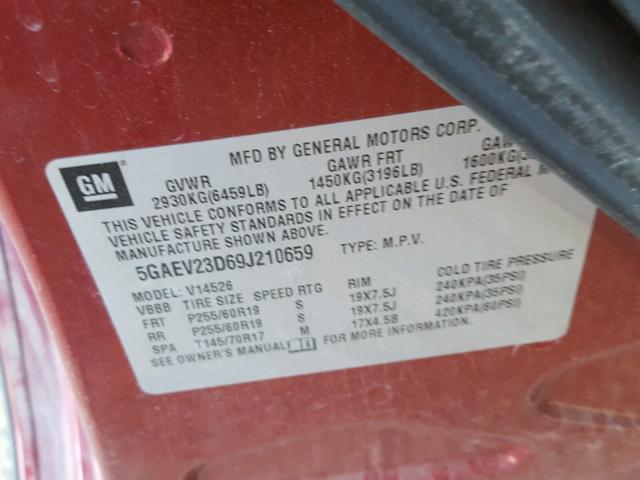 GM
MFD BY GENERAL MOTORS CORP.
GVWR GAWR FRT
2930KG(6459LB) 1450KG(3196LB) 1600KG(
THIS VEHICLE CONFORMS TO ALL APPLICABLE U.S. FEDERAL
VEHICLE SAFETY STANDARDS IN EFFECT ON THE DATE OF
MANUFACTURE SHOWN ABOVE.
5GAEV23D69J210659 TYPE: M.P.V.
MODEL: V14526
VBBB TIRE SIZE SPEED RTG RIM COLD TIRE PRESSURE
FRT P255/60R19 S 19X7.5J 240KPA(35PSI)
RR P255/60R19 S 19X7.5J 240KPA(35PSI)
SPA T145/70R17 M 17X4.5B 420KPA(60PSI)
SEE OWNER'S MANUAL FOR MORE INFORMATION.